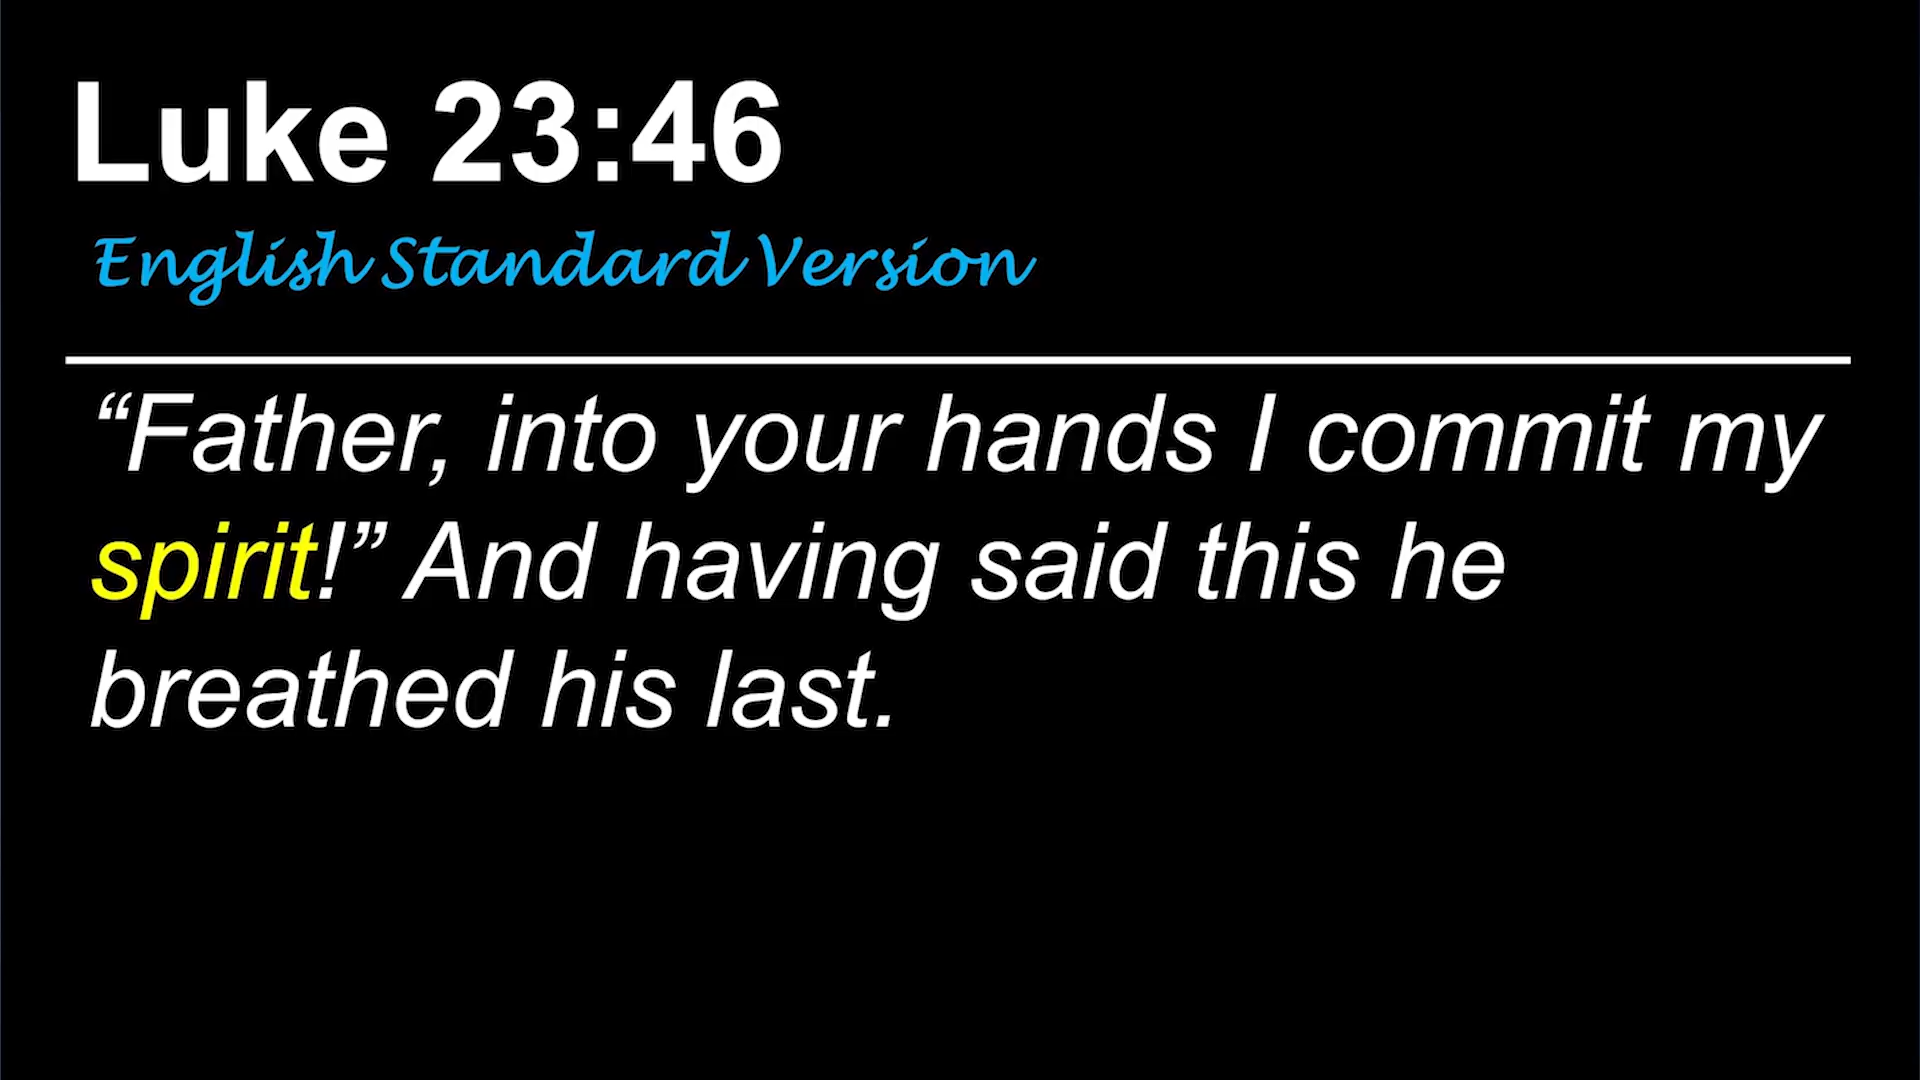 Luke 23:46
English Standard Version
“Father, into your hands I commit my
spirit!” And having said this he
breathed his last.